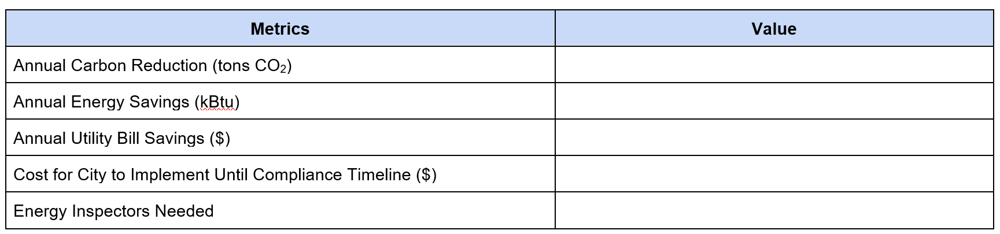 Metrics Value
Annual Carbon Reduction (tons CO₂)
Annual Energy Savings (kBtu)
Annual Utility Bill Savings ($)
Cost for City to Implement Until Compliance Timeline ($)
Energy Inspectors Needed